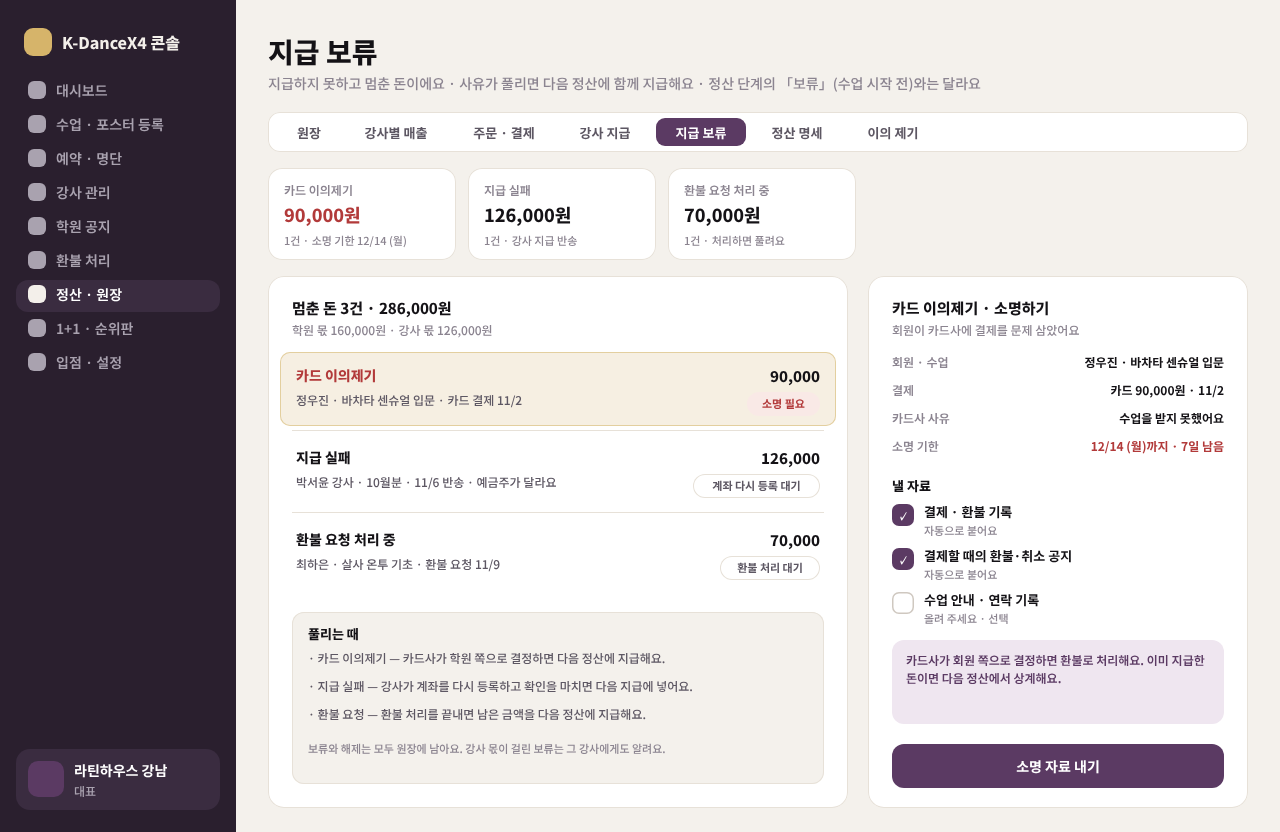 K-DanceX4 콘솔
대시보드
수업 · 포스터 등록
예약 · 명단
강사 관리
학원 공지
환불 처리
정산 · 원장
1+1 · 순위판
입점 · 설정
라틴하우스 강남
대표
지급 보류
지급하지 못하고 멈춘 돈이에요 · 사유가 풀리면 다음 정산에 함께 지급해요 · 정산 단계의 「보류」(수업 시작 전)와는 달라요
원장
강사별 매출
주문 · 결제
강사 지급
지급 보류
정산 명세
이의 제기
카드 이의제기
90,000원
1건 · 소명 기한 12/14 (월)
지급 실패
126,000원
1건 · 강사 지급 반송
환불 요청 처리 중
70,000원
1건 · 처리하면 풀려요
멈춘 돈 3건 · 286,000원
학원 몫 160,000원 · 강사 몫 126,000원
카드 이의제기
90,000
정우진 · 바차타 센슈얼 입문 · 카드 결제 11/2
소명 필요
지급 실패
126,000
박서윤 강사 · 10월분 · 11/6 반송 · 예금주가 달라요
계좌 다시 등록 대기
환불 요청 처리 중
70,000
최하은 · 살사 온투 기초 · 환불 요청 11/9
환불 처리 대기
풀리는 때
· 카드 이의제기 — 카드사가 학원 쪽으로 결정하면 다음 정산에 지급해요.
· 지급 실패 — 강사가 계좌를 다시 등록하고 확인을 마치면 다음 지급에 넣어요.
· 환불 요청 — 환불 처리를 끝내면 남은 금액을 다음 정산에 지급해요.
보류와 해제는 모두 원장에 남아요. 강사 몫이 걸린 보류는 그 강사에게도 알려요.
카드 이의제기 · 소명하기
회원이 카드사에 결제를 문제 삼았어요
회원 · 수업
정우진 · 바차타 센슈얼 입문
결제
카드 90,000원 · 11/2
카드사 사유
수업을 받지 못했어요
소명 기한
12/14 (월)까지 · 7일 남음
낼 자료
✓ 결제 · 환불 기록
자동으로 붙어요
✓ 결제할 때의 환불·취소 공지
자동으로 붙어요
수업 안내 · 연락 기록
올려 주세요 · 선택
카드사가 회원 쪽으로 결정하면 환불로 처리해요. 이미 지급한
돈이면 다음 정산에서 상계해요.
소명 자료 내기